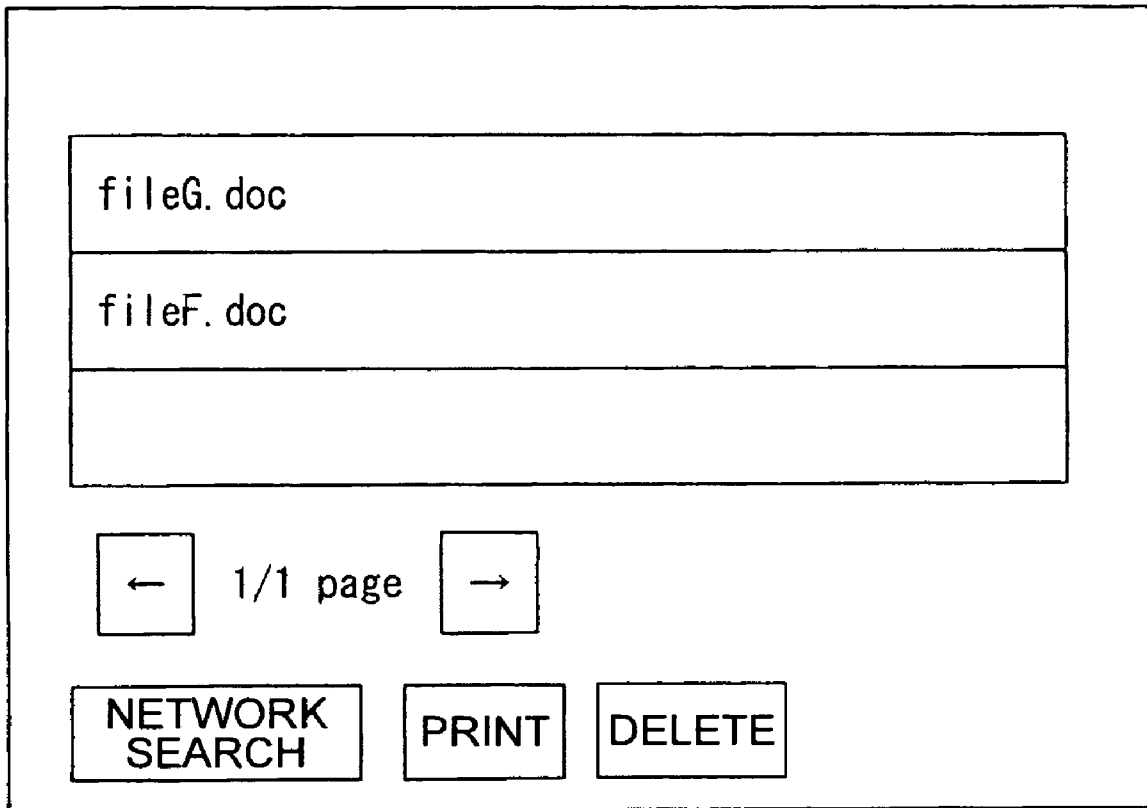 fileG.doc
fileF.doc
← 1/1 page →
NETWORK
SEARCH
PRINT
DELETE